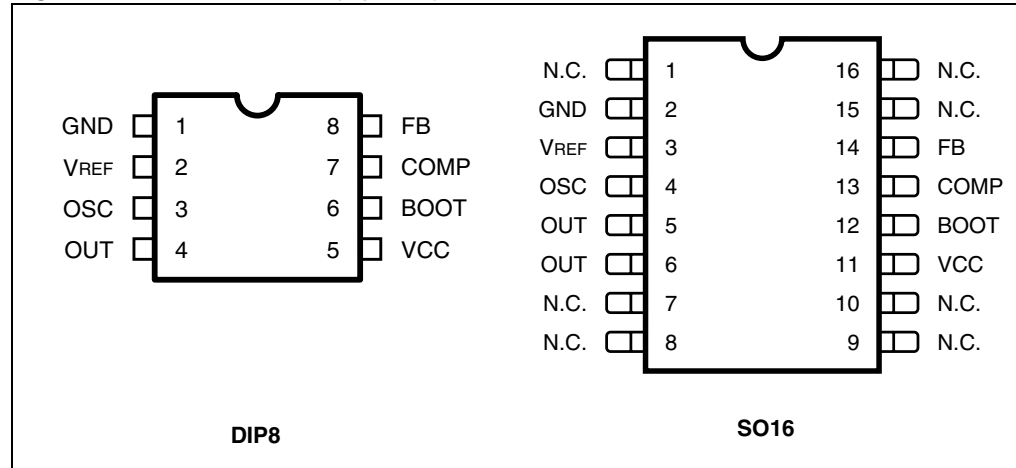 GND 1 8 FB
VREF 2 7 COMP
OSC 3 6 BOOT
OUT 4 5 VCC
DIP8
N.C. 1 16 N.C.
GND 2 15 N.C.
VREF 3 14 FB
OSC 4 13 COMP
OUT 5 12 BOOT
OUT 6 11 VCC
N.C. 7 10 N.C.
N.C. 8 9 N.C.
SO16